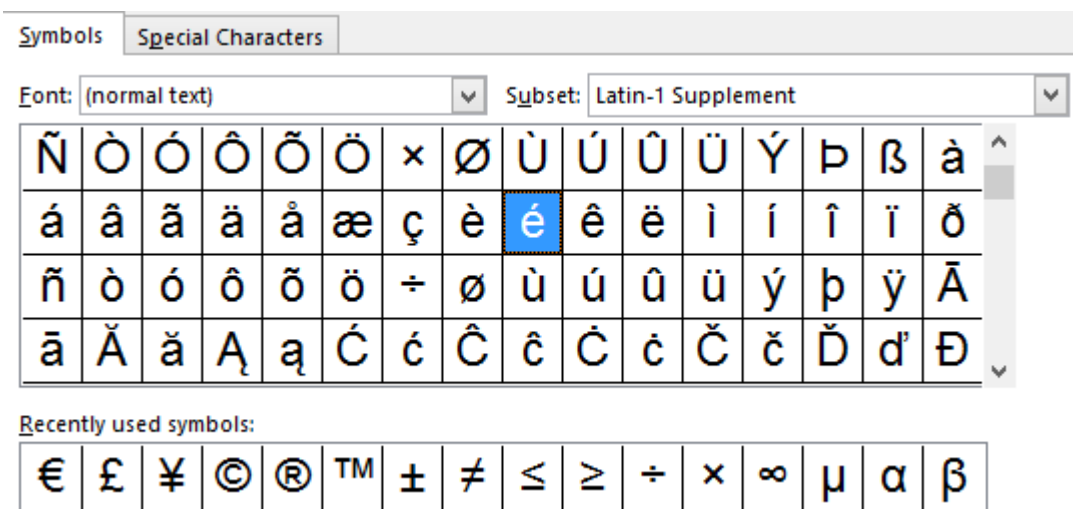 Symbols Special Characters
Font: (normal text) Subset: Latin-1 Supplement
Ñ Ò Ó Ô Õ Ö × Ø Ù Ú Û Ü Ý Þ ß à
á â ã ä å æ ç è é ê ë ì í î ï ð
ñ ò ó ô õ ö ÷ ø ù ú û ü ý þ ÿ Ā
ā Ă ă Ą ą Ć ć Ĉ ĉ Ċ ċ Č č Ď ď Đ
Recently used symbols:
€ £ ¥ © ® ™ ± ≠ ≤ ≥ ÷ × ∞ µ α β